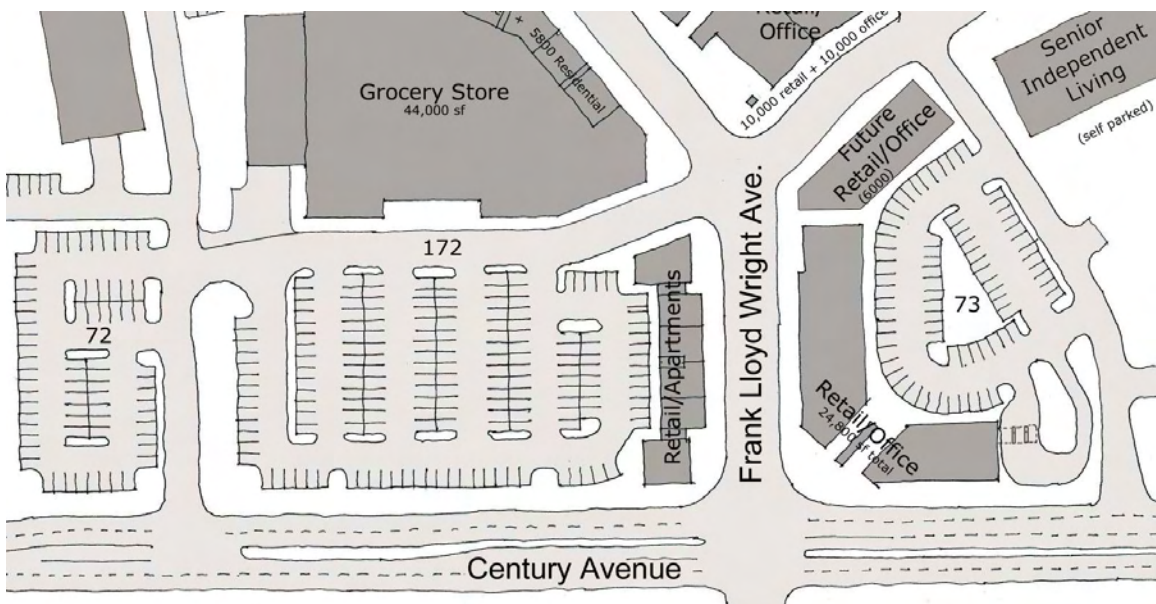 + 5800 Residential
Grocery Store
44,000 sf
Retail/
Office
10,000 retail + 10,000 office
Senior
Independent
Living
(self parked)
Future
Retail/Office
(6000)
172
72
73
Retail/Apartments
Frank Lloyd Wright Ave.
Retail/Office
24,800 sf total
Century Avenue